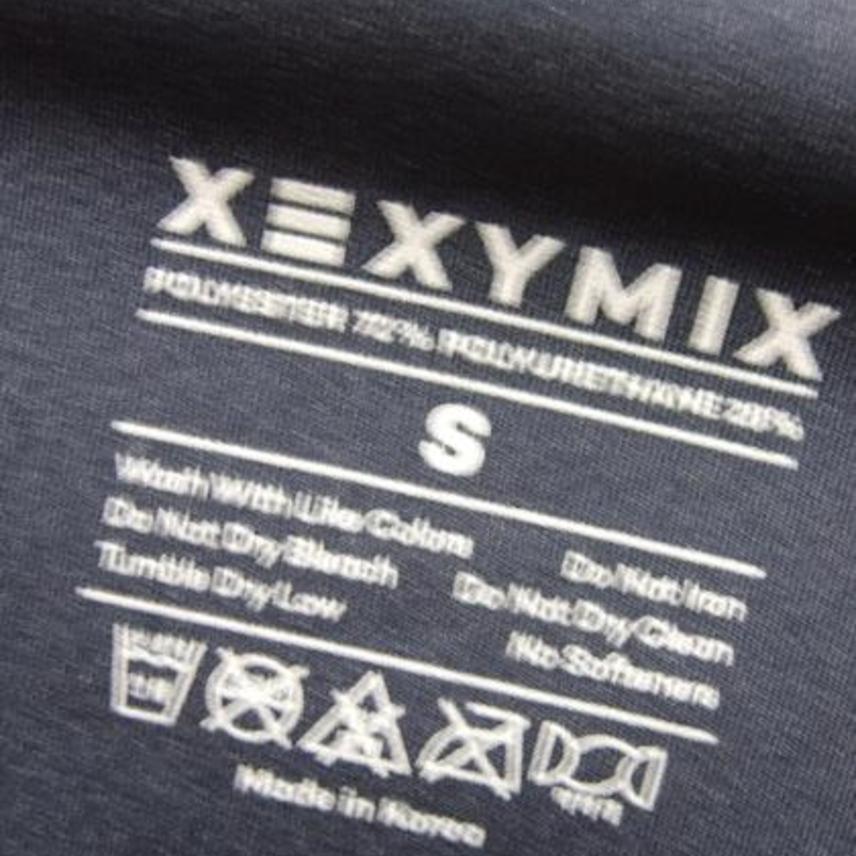 XEXYMIX
POLYESTER 72% POLYURETHANE 28%
S
Wash With Like Colors
Do Not Dry Bleach
Tumble Dry Low
Do Not Iron
Do Not Dry Clean
No Softeners
Made in Korea